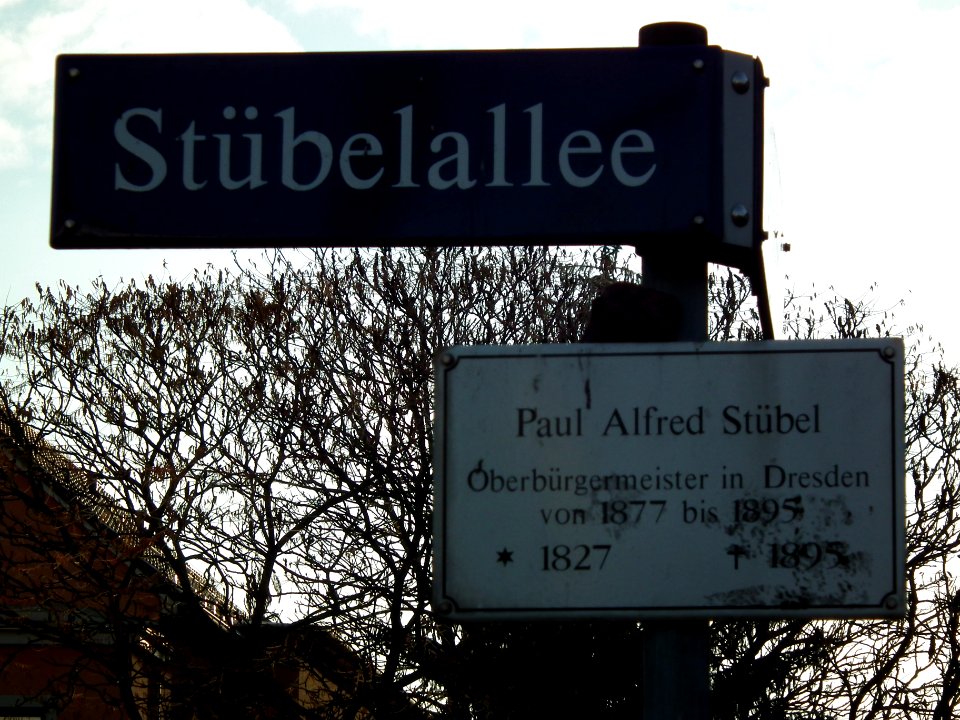 Stübelallee
Paul Alfred Stübel
Oberbürgermeister in Dresden
von 1877 bis 1895
* 1827 † 1895